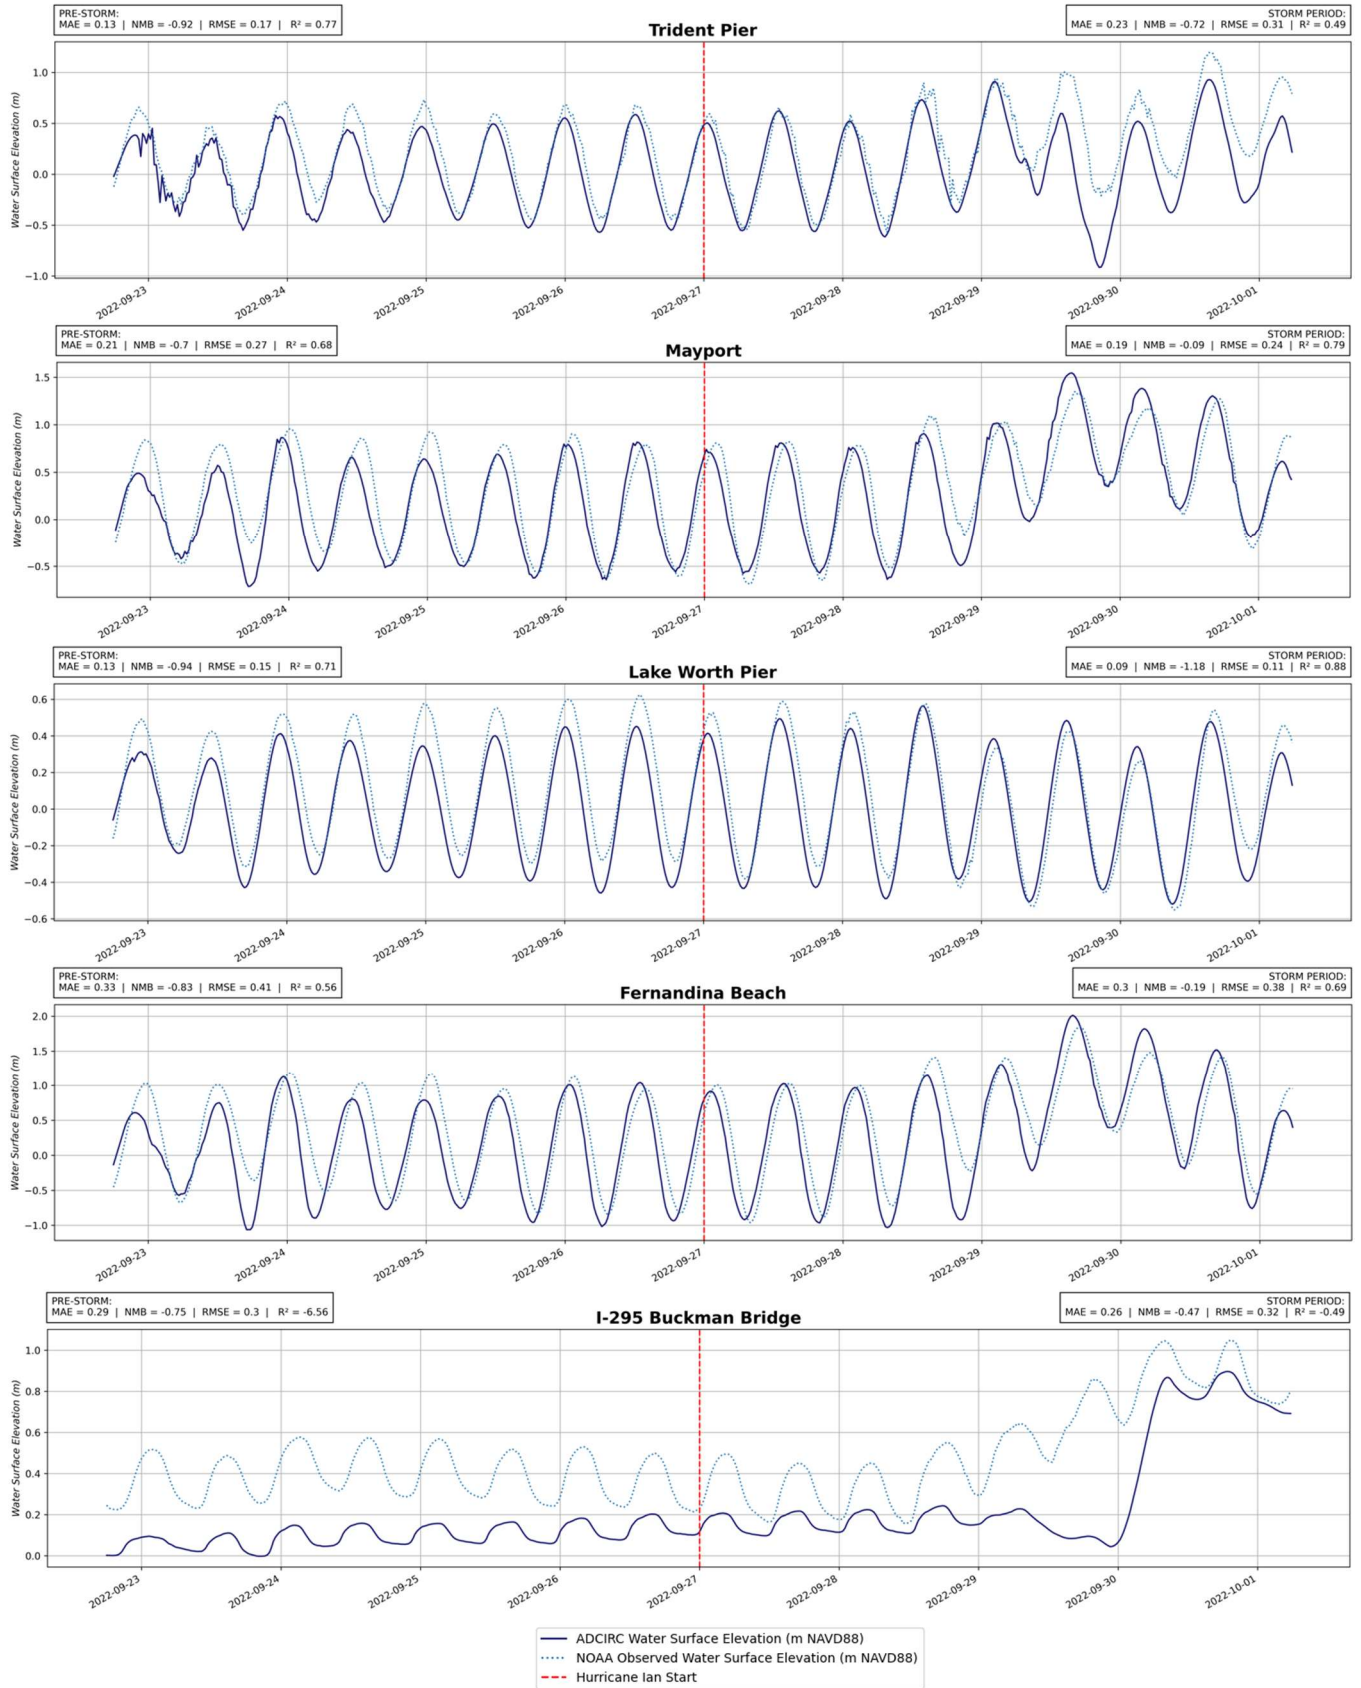 PRE-STORM:
MAE = 0.13 | NMB = -0.92 | RMSE = 0.17 | R² = 0.77
Trident Pier
STORM PERIOD:
MAE = 0.23 | NMB = -0.72 | RMSE = 0.31 | R² = 0.49
Water Surface Elevation (m)
1.0
0.5
0.0
−0.5
−1.0
2022-09-23
2022-09-24
2022-09-25
2022-09-26
2022-09-27
2022-09-28
2022-09-29
2022-09-30
2022-10-01
PRE-STORM:
MAE = 0.21 | NMB = -0.7 | RMSE = 0.27 | R² = 0.68
Mayport
STORM PERIOD:
MAE = 0.19 | NMB = -0.09 | RMSE = 0.24 | R² = 0.79
Water Surface Elevation (m)
1.5
1.0
0.5
0.0
−0.5
2022-09-23
2022-09-24
2022-09-25
2022-09-26
2022-09-27
2022-09-28
2022-09-29
2022-09-30
2022-10-01
PRE-STORM:
MAE = 0.13 | NMB = -0.94 | RMSE = 0.15 | R² = 0.71
Lake Worth Pier
STORM PERIOD:
MAE = 0.09 | NMB = -1.18 | RMSE = 0.11 | R² = 0.88
Water Surface Elevation (m)
0.6
0.4
0.2
0.0
−0.2
−0.4
−0.6
2022-09-23
2022-09-24
2022-09-25
2022-09-26
2022-09-27
2022-09-28
2022-09-29
2022-09-30
2022-10-01
PRE-STORM:
MAE = 0.33 | NMB = -0.83 | RMSE = 0.41 | R² = 0.56
Fernandina Beach
STORM PERIOD:
MAE = 0.3 | NMB = -0.19 | RMSE = 0.38 | R² = 0.69
Water Surface Elevation (m)
2.0
1.5
1.0
0.5
0.0
−0.5
−1.0
2022-09-23
2022-09-24
2022-09-25
2022-09-26
2022-09-27
2022-09-28
2022-09-29
2022-09-30
2022-10-01
PRE-STORM:
MAE = 0.29 | NMB = -0.75 | RMSE = 0.3 | R² = -6.56
I-295 Buckman Bridge
STORM PERIOD:
MAE = 0.26 | NMB = -0.47 | RMSE = 0.32 | R² = -0.49
Water Surface Elevation (m)
1.0
0.8
0.6
0.4
0.2
0.0
2022-09-23
2022-09-24
2022-09-25
2022-09-26
2022-09-27
2022-09-28
2022-09-29
2022-09-30
2022-10-01
ADCIRC Water Surface Elevation (m NAVD88)
NOAA Observed Water Surface Elevation (m NAVD88)
Hurricane Ian Start